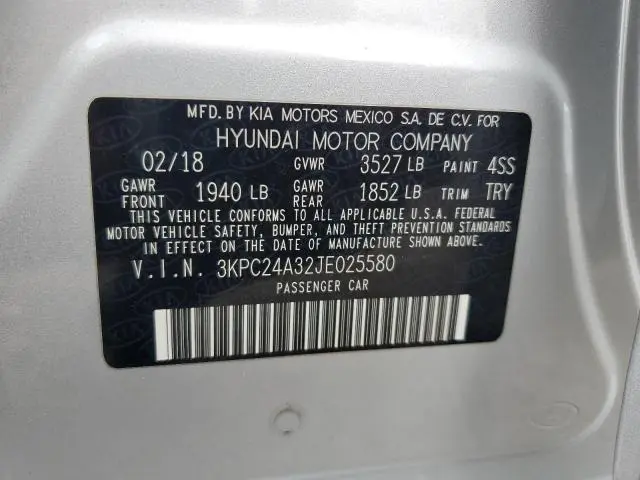 MFD. BY KIA MOTORS MEXICO S.A. DE C.V. FOR
HYUNDAI MOTOR COMPANY
02/18 GVWR 3527 LB PAINT 4SS
GAWR FRONT 1940 LB GAWR REAR 1852 LB TRIM TRY
THIS VEHICLE CONFORMS TO ALL APPLICABLE U.S.A. FEDERAL
MOTOR VEHICLE SAFETY, BUMPER, AND THEFT PREVENTION STANDARDS
IN EFFECT ON THE DATE OF MANUFACTURE SHOWN ABOVE.
V.I.N. 3KPC24A32JE025580
PASSENGER CAR